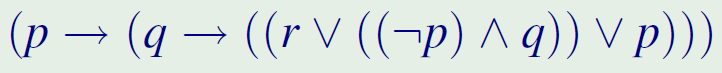 (p → (q → ((r ∨ ((¬p) ∧ q)) ∨ p)))